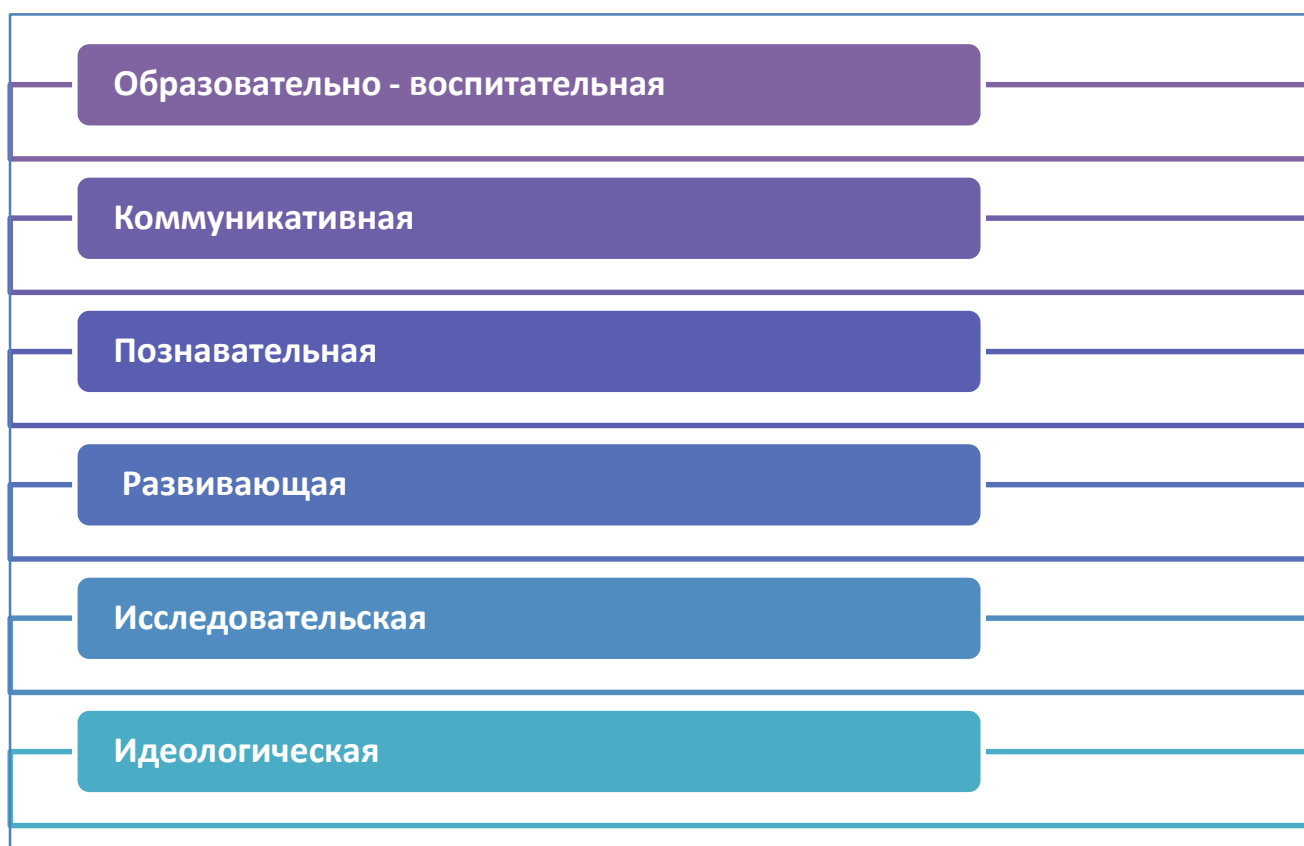 Образовательно - воспитательная
Коммуникативная
Познавательная
Развивающая
Исследовательская
Идеологическая